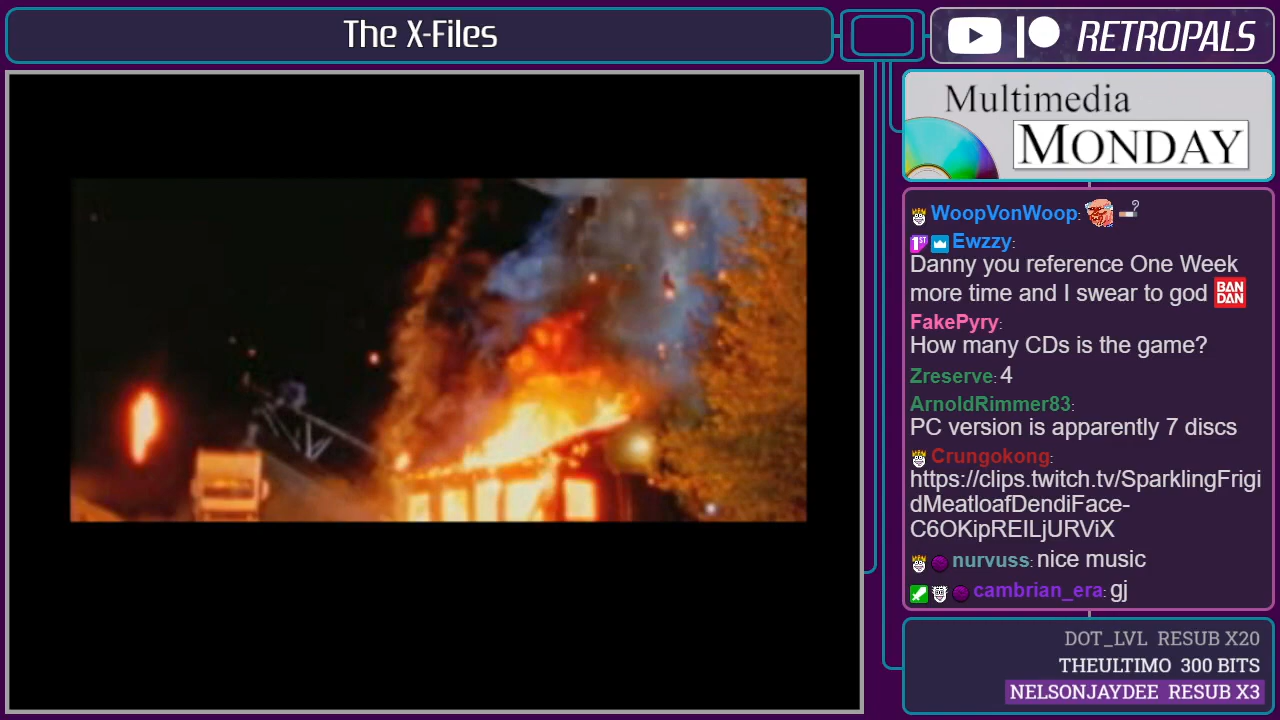 The X-Files
RETROPALS
Multimedia
MONDAY
WoopVonWoop:
1ST Ewzzy:
Danny you reference One Week
more time and I swear to god BAN
DAN
FakePyry:
How many CDs is the game?
Zreserve: 4
ArnoldRimmer83:
PC version is apparently 7 discs
Crungokong:
https://clips.twitch.tv/SparklingFrigi
dMeatloafDendiFace-
C6OKipREILjURViX
nurvuss: nice music
cambrian_era: gj
DOT_LVL RESUB X20
THEULTIMO 300 BITS
NELSONJAYDEE RESUB X3